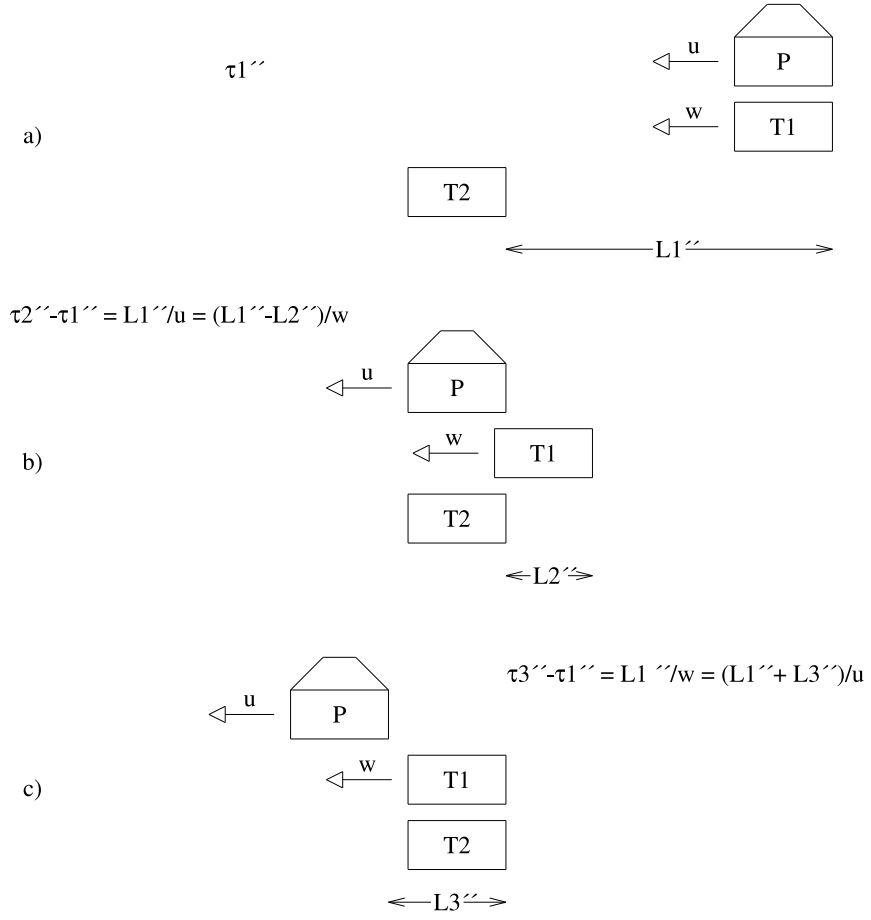 u
P
τ1´´
w
T1
a)
T2
L1´´
τ2´´-τ1´´ = L1´´/u = (L1´´-L2´´)/w
u
P
w
T1
b)
T2
L2´´
τ3´´-τ1´´ = L1 ´´/w = (L1´´+ L3´´)/u
u
P
w
T1
c)
T2
L3´´